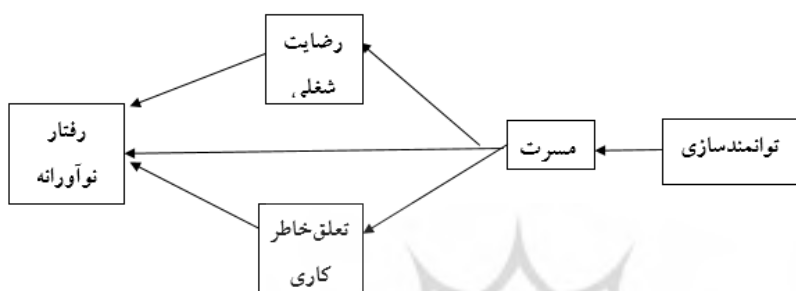 توانمندسازی
مسرت
رضایت
شغلی
تعلق‌خاطر
کاری
رفتار
نوآورانه